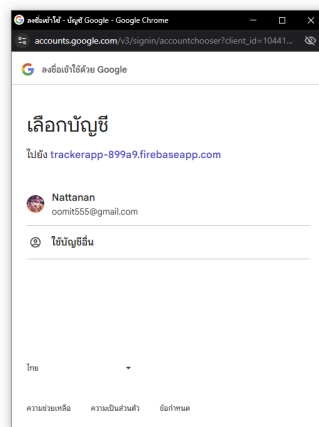 ลงชื่อเข้าใช้ - บัญชี Google - Google Chrome
accounts.google.com/v3/signin/accountchooser?client_id=10441...
ลงชื่อเข้าใช้ด้วย Google
เลือกบัญชี
ไปยัง trackerapp-899a9.firebaseapp.com
Nattanan
oomit555@gmail.com
ใช้บัญชีอื่น
ไทย
ความช่วยเหลือ ความเป็นส่วนตัว ข้อกำหนด